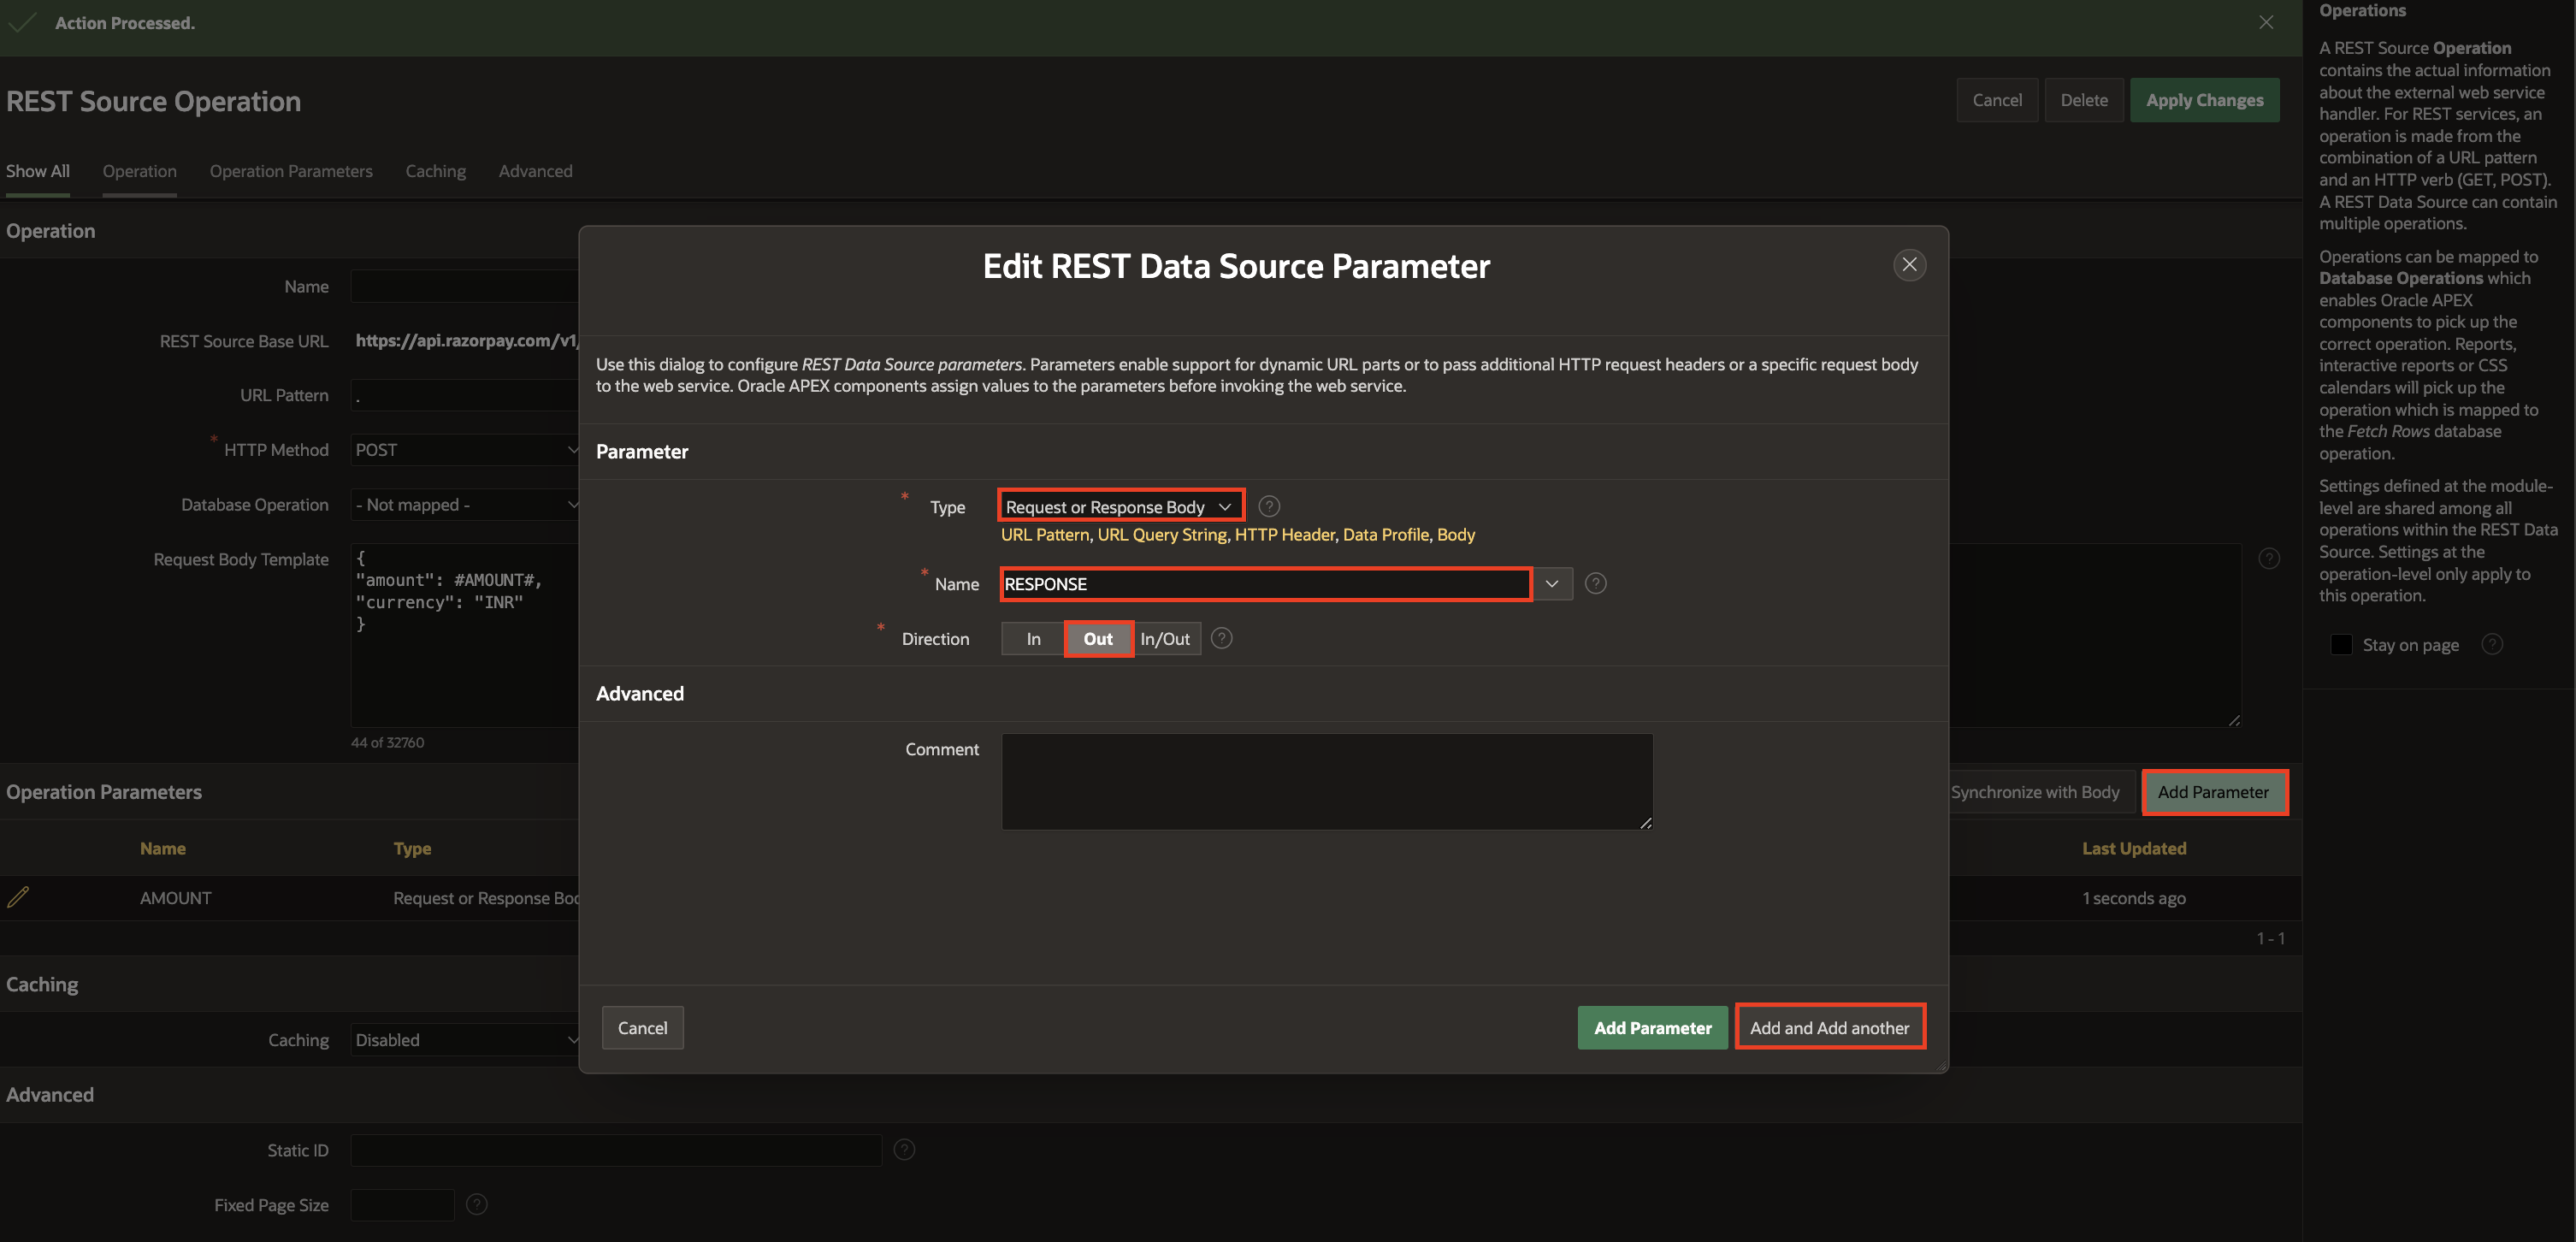 Action Processed.
REST Source Operation
Cancel
Delete
Apply Changes
Show All
Operation
Operation Parameters
Caching
Advanced
Operation
Name
REST Source Base URL
https://api.razorpay.com/v1/
URL Pattern
.
* HTTP Method
POST
Database Operation
- Not mapped -
Request Body Template
{
"amount": #AMOUNT#,
"currency": "INR"
}
44 of 32760
Operation Parameters
Synchronize with Body
Add Parameter
Name
Type
Last Updated
AMOUNT
Request or Response Bod
1 seconds ago
1 - 1
Caching
Caching
Disabled
Advanced
Static ID
Fixed Page Size
Edit REST Data Source Parameter
Use this dialog to configure REST Data Source parameters. Parameters enable support for dynamic URL parts or to pass additional HTTP request headers or a specific request body
to the web service. Oracle APEX components assign values to the parameters before invoking the web service.
Parameter
* Type
Request or Response Body
?
URL Pattern, URL Query String, HTTP Header, Data Profile, Body
* Name
RESPONSE
?
* Direction
In
Out
In/Out
?
Advanced
Comment
Cancel
Add Parameter
Add and Add another
Operations
A REST Source Operation
contains the actual information
about the external web service
handler. For REST services, an
operation is made from the
combination of a URL pattern
and an HTTP verb (GET, POST).
A REST Data Source can contain
multiple operations.
Operations can be mapped to
Database Operations which
enables Oracle APEX
components to pick up the
correct operation. Reports,
interactive reports or CSS
calendars will pick up the
operation which is mapped to
the Fetch Rows database
operation.
Settings defined at the module-
level are shared among all
operations within the REST Data
Source. Settings at the
operation-level only apply to
this operation.
Stay on page
?